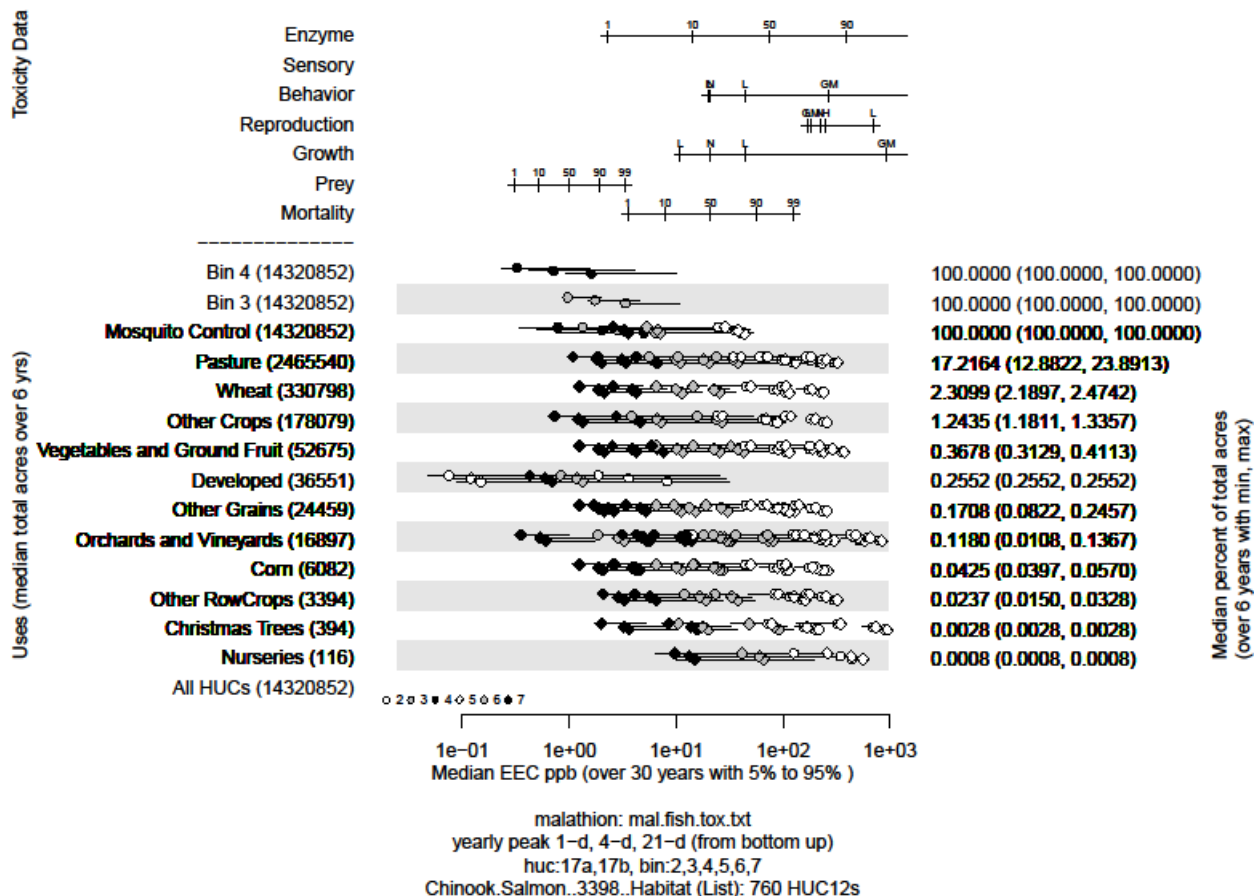 Toxicity Data
Enzyme 1 10 50 90
Sensory
Behavior N L GM
Reproduction L
Growth L N L GM
Prey 1 10 50 90 99
Mortality 1 10 50 90 99
--------------
Uses (median total acres over 6 yrs)
Bin 4 (14320852) 100.0000 (100.0000, 100.0000)
Bin 3 (14320852) 100.0000 (100.0000, 100.0000)
Mosquito Control (14320852) 100.0000 (100.0000, 100.0000)
Pasture (2465540) 17.2164 (12.8822, 23.8913)
Wheat (330798) 2.3099 (2.1897, 2.4742)
Other Crops (178079) 1.2435 (1.1811, 1.3357)
Vegetables and Ground Fruit (52675) 0.3678 (0.3129, 0.4113)
Developed (36551) 0.2552 (0.2552, 0.2552)
Other Grains (24459) 0.1708 (0.0822, 0.2457)
Orchards and Vineyards (16897) 0.1180 (0.0108, 0.1367)
Corn (6082) 0.0425 (0.0397, 0.0570)
Other RowCrops (3394) 0.0237 (0.0150, 0.0328)
Christmas Trees (394) 0.0028 (0.0028, 0.0028)
Nurseries (116) 0.0008 (0.0008, 0.0008)
All HUCs (14320852)
Median percent of total acres
(over 6 years with min, max)
2 3 4 5 6 7
1e−01 1e+00 1e+01 1e+02 1e+03
Median EEC ppb (over 30 years with 5% to 95% )
malathion: mal.fish.tox.txt
yearly peak 1−d, 4−d, 21−d (from bottom up)
huc:17a,17b, bin:2,3,4,5,6,7
Chinook.Salmon..3398..Habitat (List): 760 HUC12s